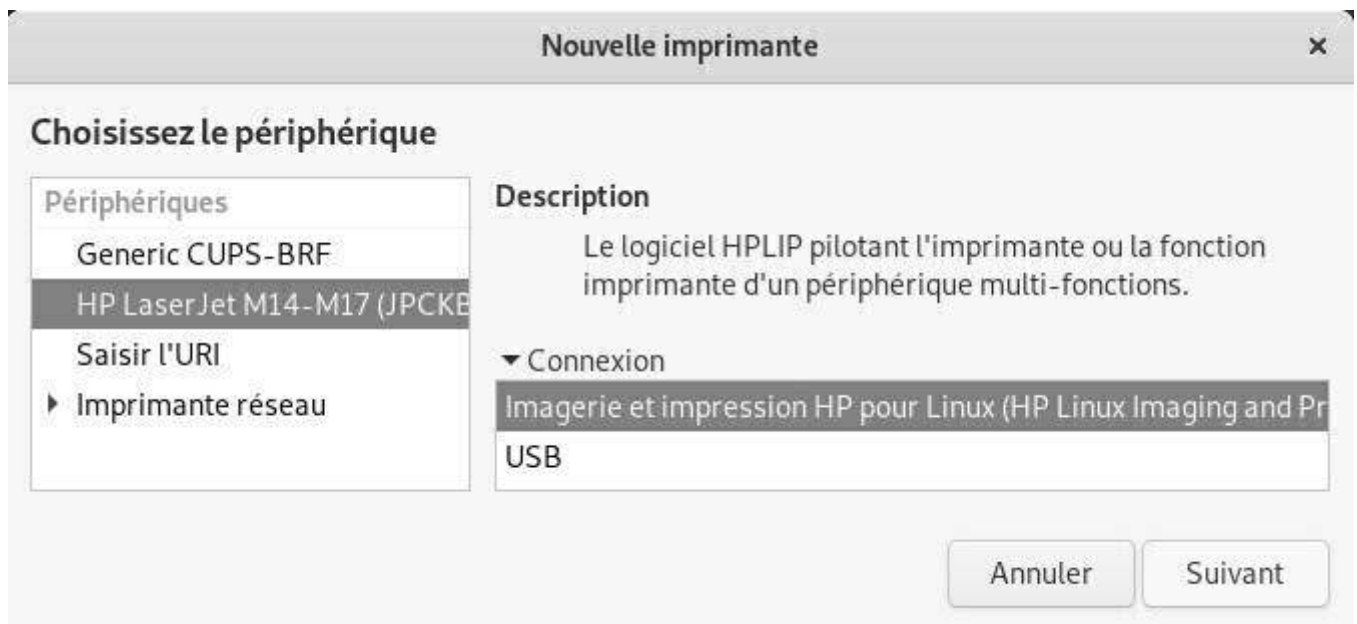 Nouvelle imprimante
Choisissez le périphérique
Périphériques
Generic CUPS-BRF
HP LaserJet M14-M17 (JPCKB
Saisir l'URI
Imprimante réseau
Description
Le logiciel HPLIP pilotant l'imprimante ou la fonction
imprimante d'un périphérique multi-fonctions.
Connexion
Imagerie et impression HP pour Linux (HP Linux Imaging and Pr
USB
Annuler
Suivant